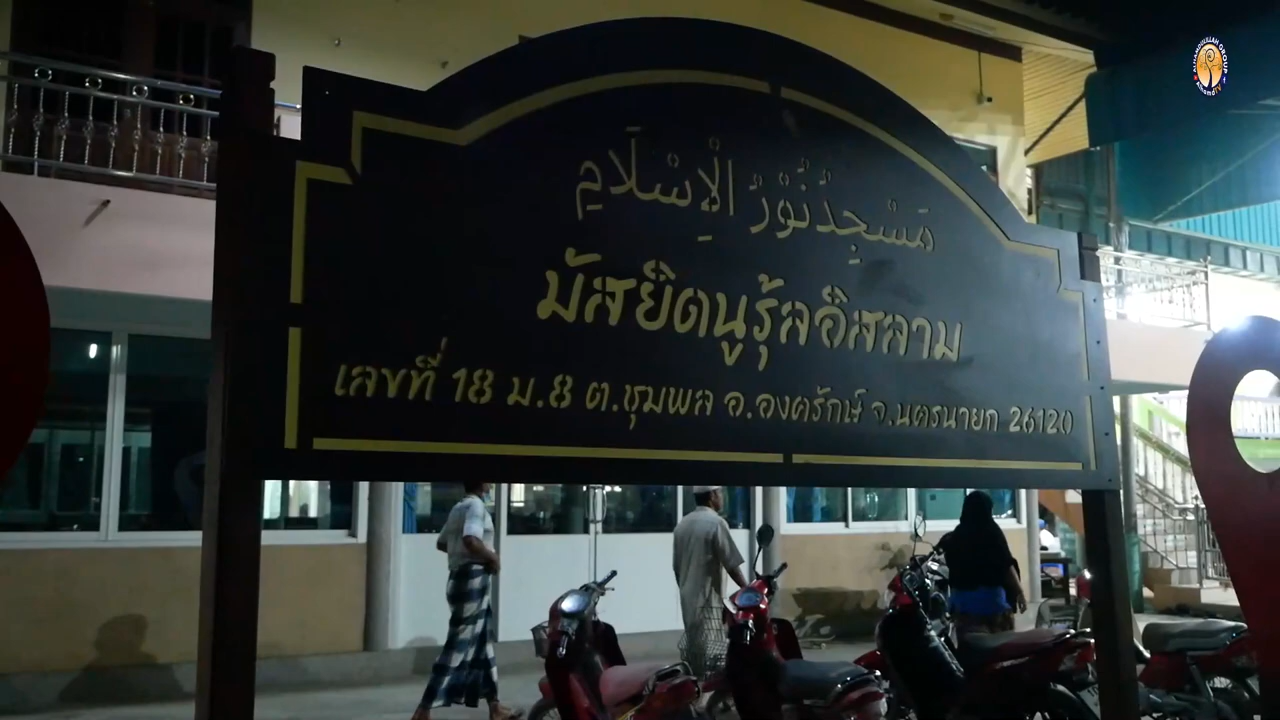 مَسْجِدُ نُوْرُ الْاِسْلَامِ
มัสยิดนูรุ้ลอิสลาม
เลขที่ 18 ม.8 ต.ชุมพล อ.องครักษ์ จ.นครนายก 26120